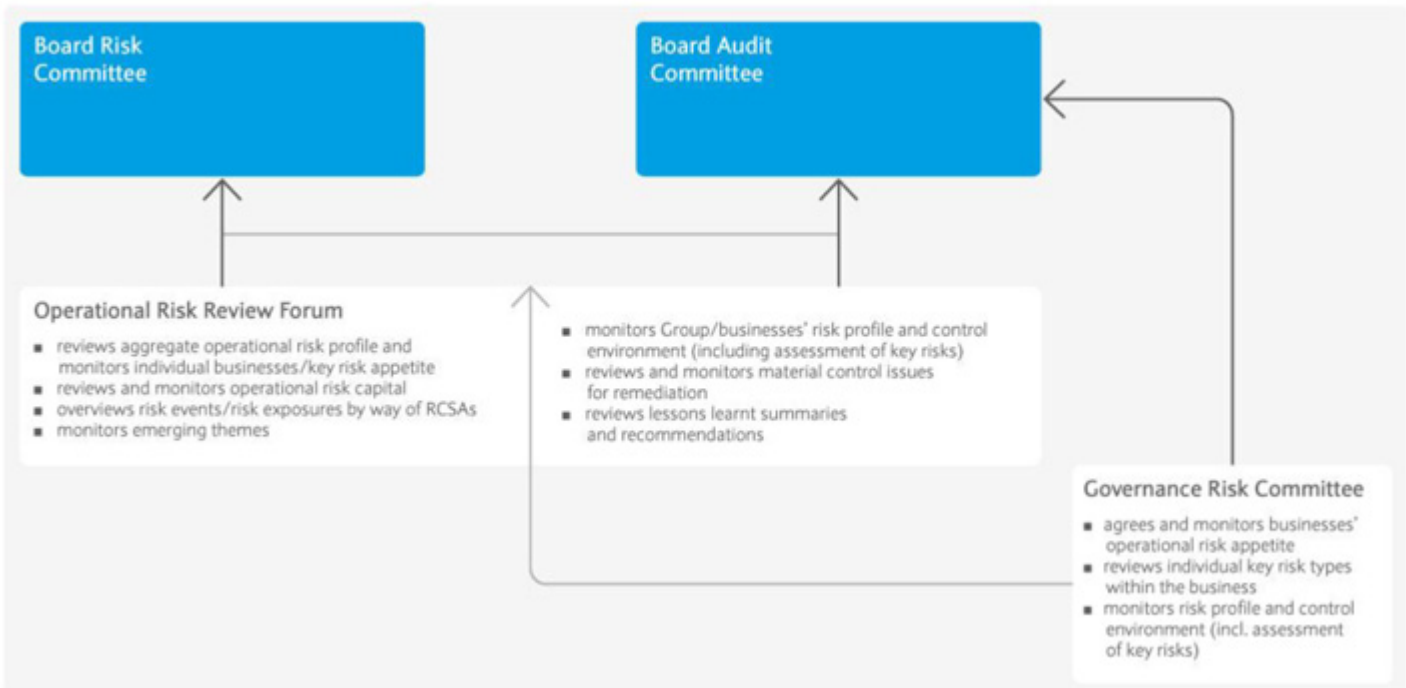 Board Risk
Committee
Board Audit
Committee
Operational Risk Review Forum
▪ reviews aggregate operational risk profile and
monitors individual businesses/key risk appetite
▪ reviews and monitors operational risk capital
▪ overviews risk events/risk exposures by way of RCSAs
▪ monitors emerging themes
▪ monitors Group/businesses' risk profile and control
environment (including assessment of key risks)
▪ reviews and monitors material control issues
for remediation
▪ reviews lessons learnt summaries
and recommendations
Governance Risk Committee
▪ agrees and monitors businesses'
operational risk appetite
▪ reviews individual key risk types
within the business
▪ monitors risk profile and control
environment (incl. assessment
of key risks)